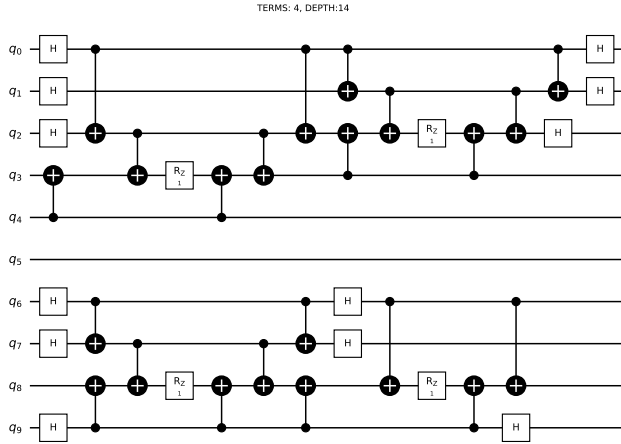 TERMS: 4, DEPTH:14
q0 H H
q1 H H
q2 H RZ 1 H
q3 RZ 1
q4
q5
q6 H H
q7 H H
q8 RZ 1 RZ 1
q9 H H